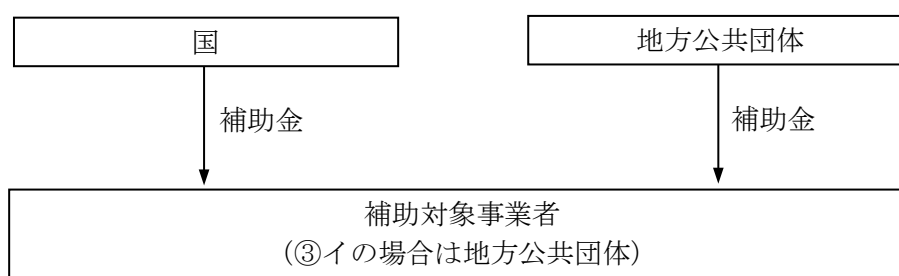 国
地方公共団体
補助金
補助金
補助対象事業者
(③イの場合は地方公共団体)